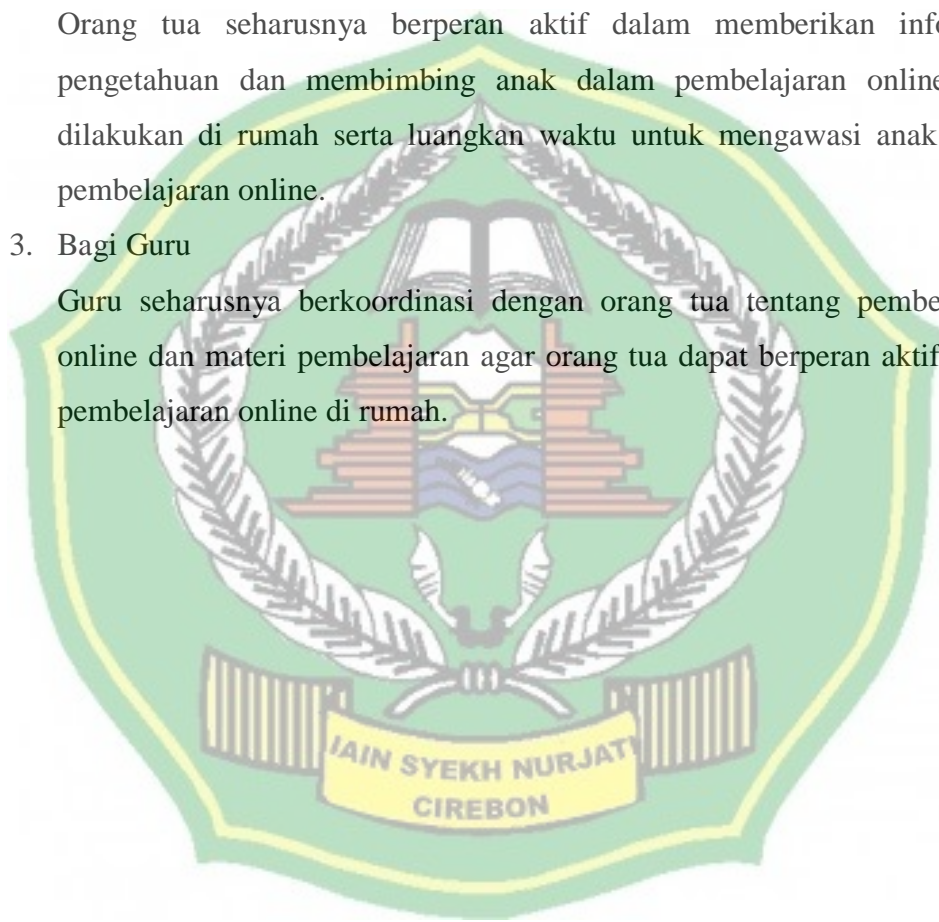 Orang tua seharusnya berperan aktif dalam memberikan
pengetahuan dan membimbing anak dalam pembelajaran online
dilakukan di rumah serta luangkan waktu untuk mengawasi anak
pembelajaran online.
3. Bagi Guru
Guru seharusnya berkoordinasi dengan orang tua tentang
online dan materi pembelajaran agar orang tua dapat berperan aktif
pembelajaran online di rumah.
IAIN SYEKH NURJATI
CIREBON